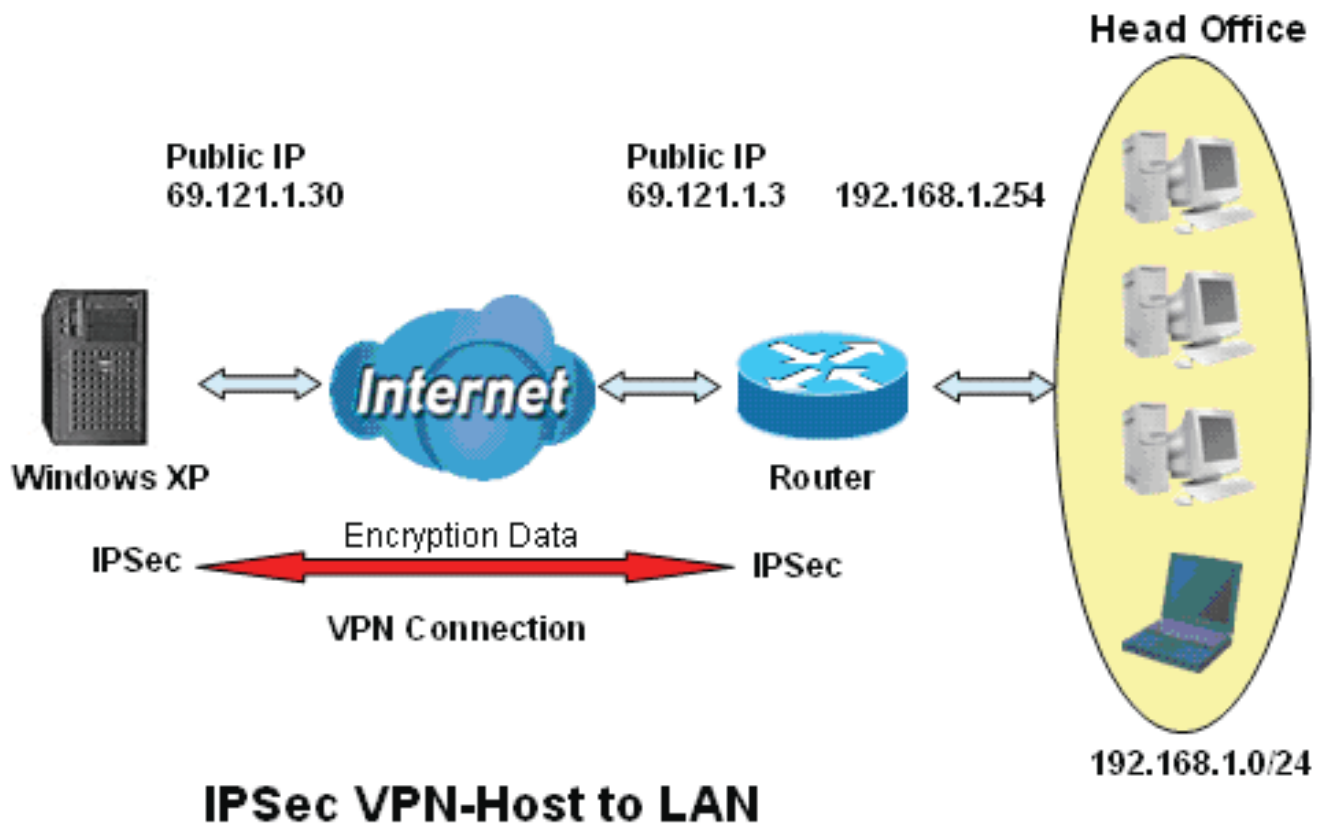 Head Office
Public IP
69.121.1.30
Public IP
69.121.1.3
192.168.1.254
Internet
Windows XP
Router
IPSec
Encryption Data
IPSec
VPN Connection
192.168.1.0/24
IPSec VPN-Host to LAN